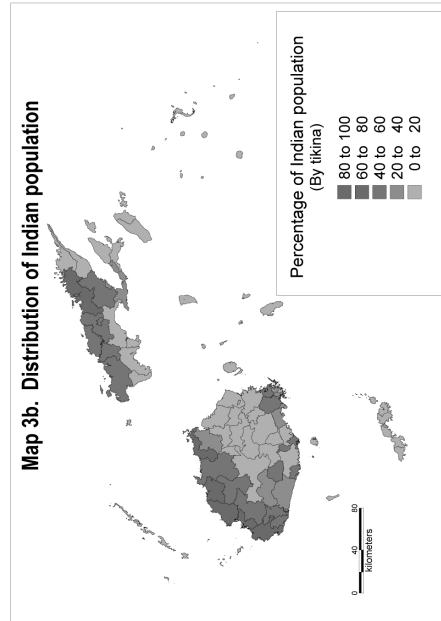 Map 3b. Distribution of Indian population
Percentage of Indian population
(By tikina)
80 to 100
60 to 80
40 to 60
20 to 40
0 to 20
0 40 80
kilometers